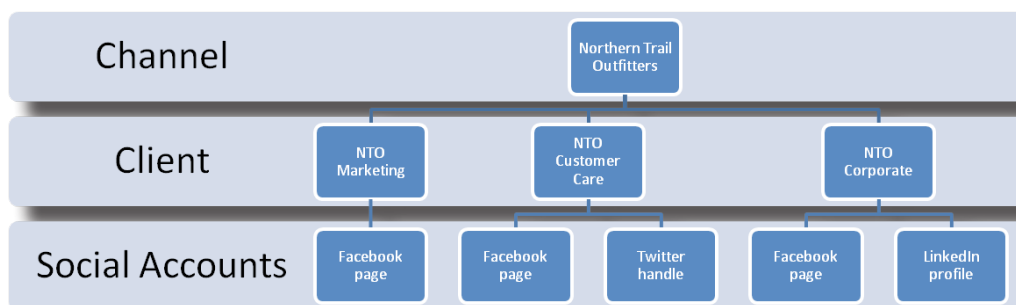 Channel
Northern Trail
Outfitters
Client
NTO
Marketing
NTO
Customer
Care
NTO
Corporate
Social Accounts
Facebook
page
Facebook
page
Twitter
handle
Facebook
page
LinkedIn
profile